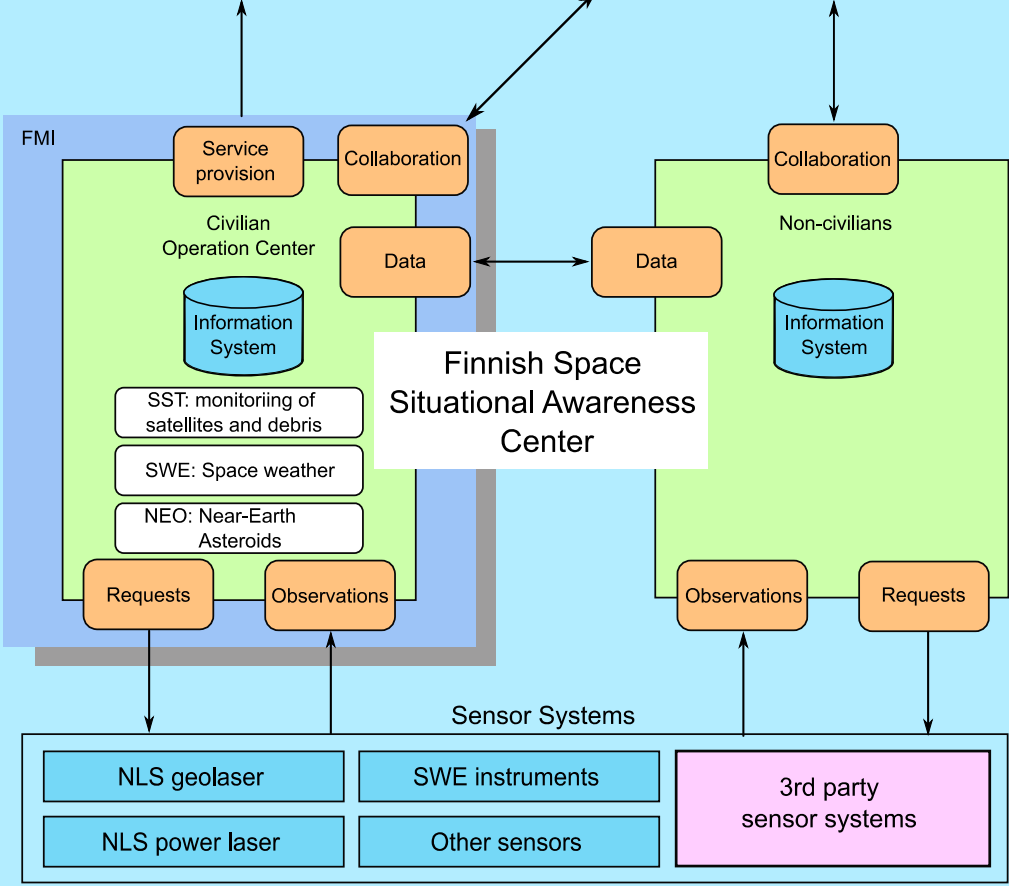 FMI
Service
provision
Collaboration
Civilian
Operation Center
Data
Information
System
SST: monitoriing of
satellites and debris
SWE: Space weather
NEO: Near-Earth
Asteroids
Requests
Observations
Finnish Space
Situational Awareness
Center
Collaboration
Non-civilians
Data
Information
System
Observations
Requests
Sensor Systems
NLS geolaser
SWE instruments
NLS power laser
Other sensors
3rd party
sensor systems